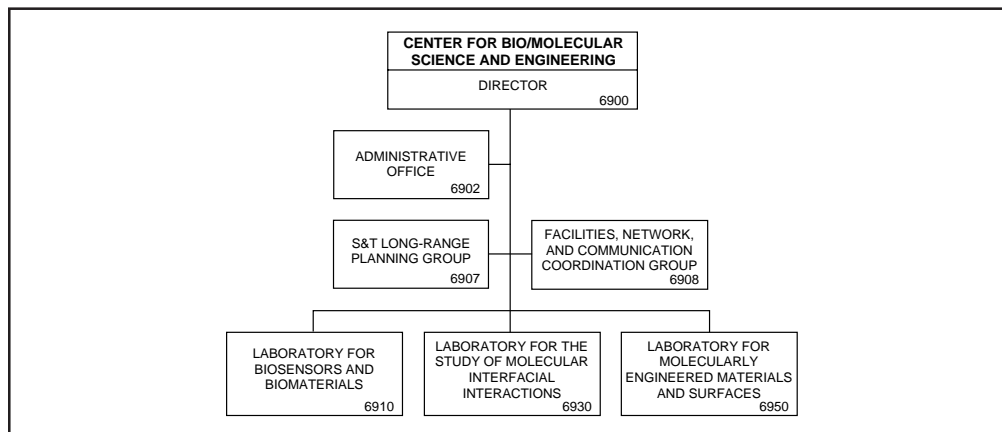 CENTER FOR BIO/MOLECULAR
SCIENCE AND ENGINEERING
DIRECTOR
6900
ADMINISTRATIVE
OFFICE
6902
S&T LONG-RANGE
PLANNING GROUP
6907
FACILITIES, NETWORK,
AND COMMUNICATION
COORDINATION GROUP
6908
LABORATORY FOR
BIOSENSORS AND
BIOMATERIALS
6910
LABORATORY FOR THE
STUDY OF MOLECULAR
INTERFACIAL
INTERACTIONS
6930
LABORATORY FOR
MOLECULARLY
ENGINEERED MATERIALS
AND SURFACES
6950